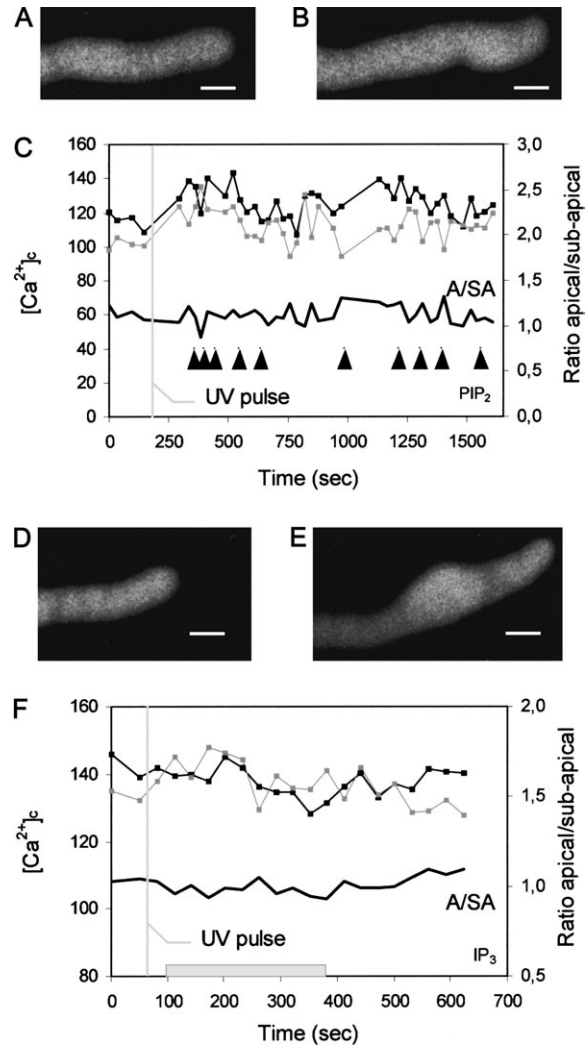 A
B
C
160
140
120
100
80
60
40
20
0
[Ca²⁺]c
3,0
2,5
2,0
1,5
1,0
0,5
0,0
Ratio apical/sub-apical
A/SA
UV pulse
PIP₂
0 250 500 750 1000 1250 1500
Time (sec)
D
E
F
160
140
120
100
80
[Ca²⁺]c
2,0
1,5
1,0
0,5
Ratio apical/sub-apical
A/SA
UV pulse
IP₃
0 100 200 300 400 500 600 700
Time (sec)